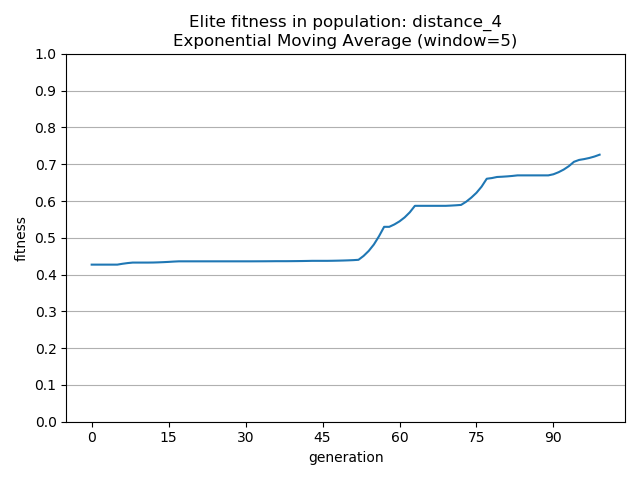 Elite fitness in population: distance_4
Exponential Moving Average (window=5)
1.0
0.9
0.8
0.7
0.6
0.5
0.4
0.3
0.2
0.1
0.0
fitness
0 15 30 45 60 75 90
generation